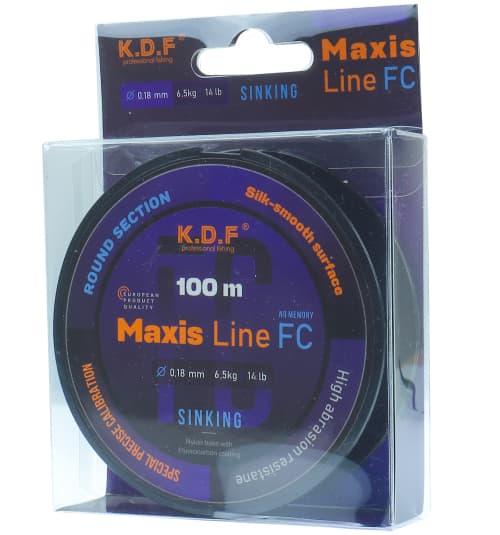 K.D.F®
professional fishing
Maxis
Line FC
Ø 0,18 mm 6,5kg 14 lb
SINKING
ROUND SECTION
Silk-smooth surface
K.D.F®
professional fishing
100 m
EUROPEAN
PRODUCT
QUALITY
NO MEMORY
Maxis Line FC
Ø 0,18 mm 6,5kg 14 lb
SINKING
Nylon base with
Fluorocarbon coating
SPECIAL PRECISE CALIBRATION
High abrasion resistane